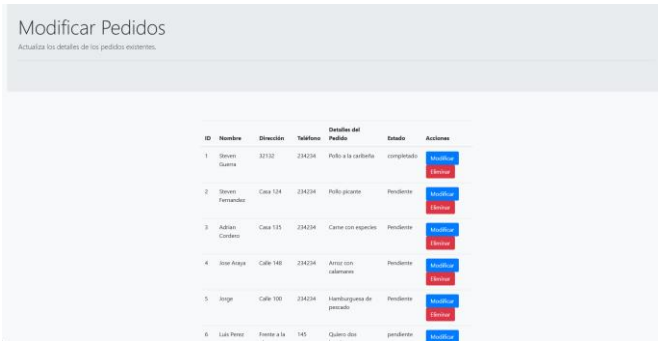 Modificar Pedidos
Actualiza los detalles de los pedidos existentes.
ID Nombre Dirección Teléfono Detalles del Pedido Estado Acciones
1 Steven Guerra 32132 234234 Pollo a la caribeña completado Modificar
Eliminar
2 Steven Fernandez Casa 124 234234 Pollo picante Pendiente Modificar
Eliminar
3 Adrian Cordero Casa 135 234234 Carne con especies Pendiente Modificar
Eliminar
4 Jose Araya Calle 148 234234 Arroz con calamares Pendiente Modificar
Eliminar
5 Jorge Calle 100 234234 Hamburguesa de pescado Pendiente Modificar
Eliminar
6 Luis Perez Frente a la 145 Quiero dos pendiente Modificar